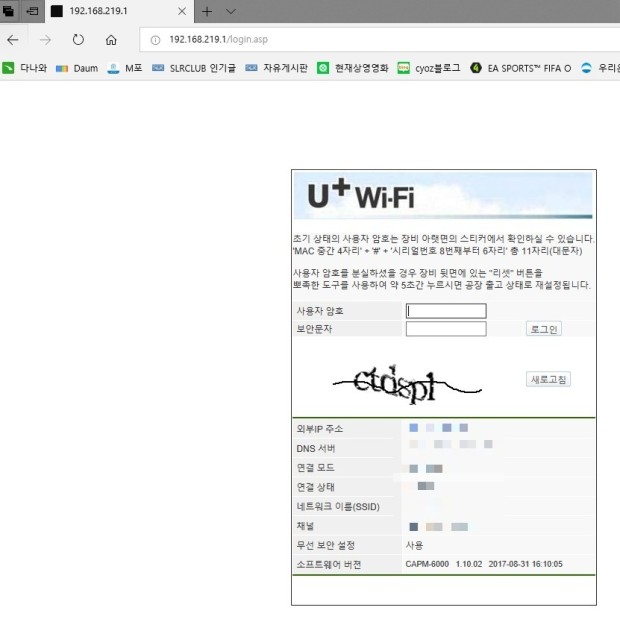 192.168.219.1
192.168.219.1/login.asp
다나와 Daum M포 SLRCLUB 인기글 자유게시판 현재상영영화 cyoz블로그 EA SPORTS™ FIFA O 우리은
U+ Wi-Fi
초기 상태의 사용자 암호는 장비 아랫면의 스티커에서 확인하실 수 있습니다.
'MAC 중간 4자리' + '#' + '시리얼번호 8번째부터 6자리' 총 11자리(대문자)
사용자 암호를 분실하셨을 경우 장비 뒷면에 있는 "리셋" 버튼을
뾰족한 도구를 사용하여 약 5초간 누르시면 공장 출고 상태로 재설정됩니다.
사용자 암호
보안문자 로그인
ctdspl 새로고침
외부IP 주소
DNS 서버
연결 모드
연결 상태
네트워크 이름(SSID)
채널
무선 보안 설정 사용
소프트웨어 버젼 CAPM-6000 1.10.02 2017-08-31 16:10:05